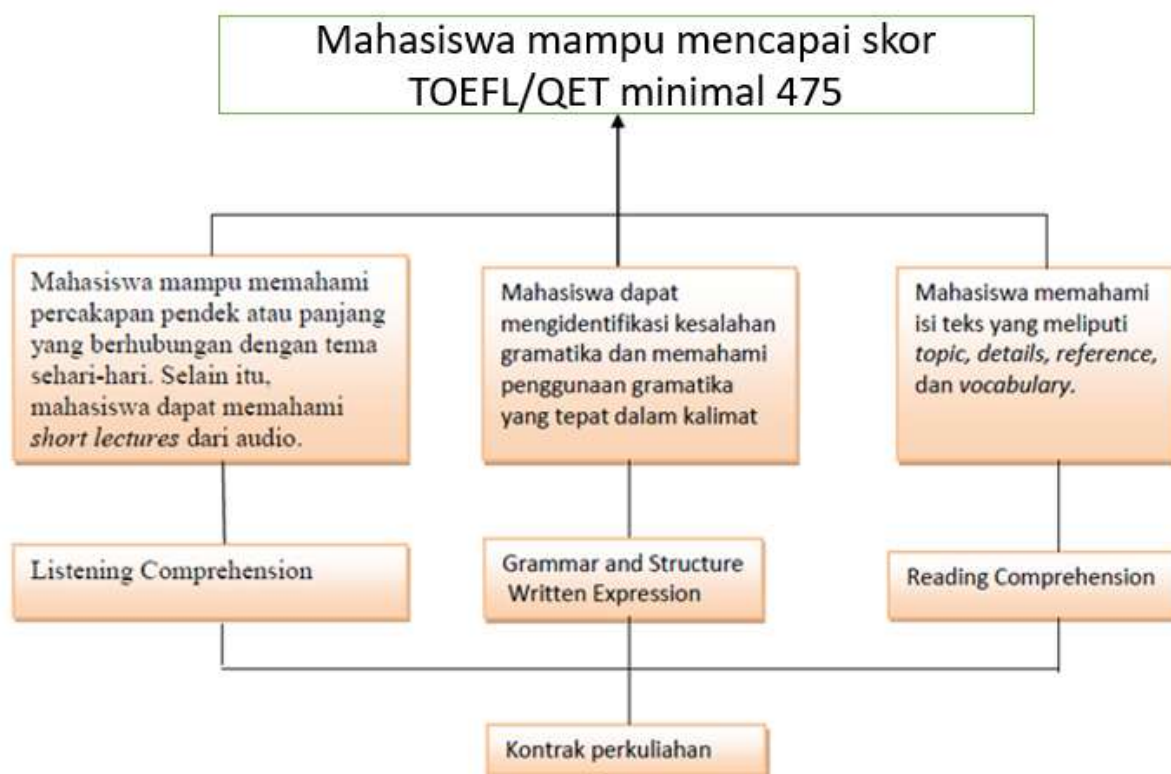 Mahasiswa mampu mencapai skor
TOEFL/QET minimal 475
Mahasiswa mampu memahami
percakapan pendek atau panjang
yang berhubungan dengan tema
sehari-hari. Selain itu,
mahasiswa dapat memahami
short lectures dari audio.
Mahasiswa dapat
mengidentifikasi kesalahan
gramatika dan memahami
penggunaan gramatika
yang tepat dalam kalimat
Mahasiswa memahami
isi teks yang meliputi
topic, details, reference,
dan vocabulary.
Listening Comprehension
Grammar and Structure
Written Expression
Reading Comprehension
Kontrak perkuliahan